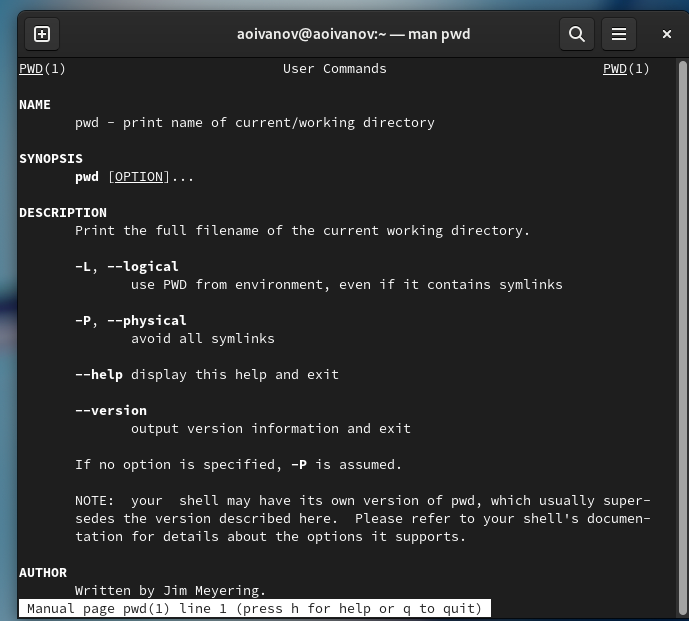 aoivanov@aoivanov:~ — man pwd
PWD(1) User Commands PWD(1)
NAME
pwd - print name of current/working directory
SYNOPSIS
pwd [OPTION]...
DESCRIPTION
Print the full filename of the current working directory.
-L, --logical
use PWD from environment, even if it contains symlinks
-P, --physical
avoid all symlinks
--help display this help and exit
--version
output version information and exit
If no option is specified, -P is assumed.
NOTE:  your  shell may have its own version of pwd, which usually super-
sedes the version described here.  Please refer to your shell's documen-
tation for details about the options it supports.
AUTHOR
Written by Jim Meyering.
Manual page pwd(1) line 1 (press h for help or q to quit)